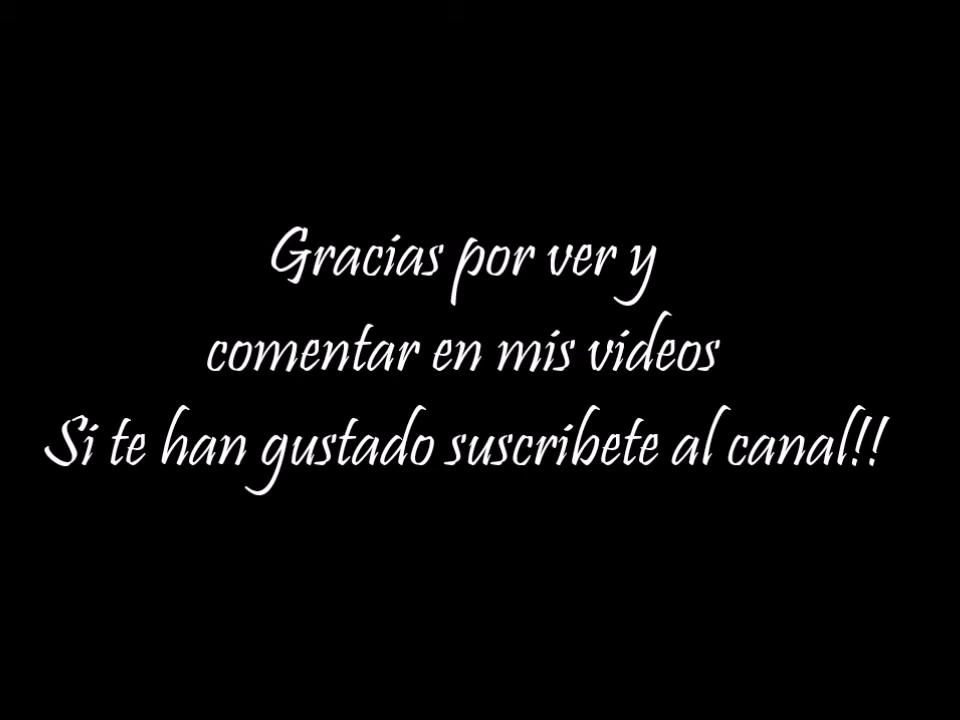 Gracias por ver y
comentar en mis videos
Si te han gustado suscribete al canal!!